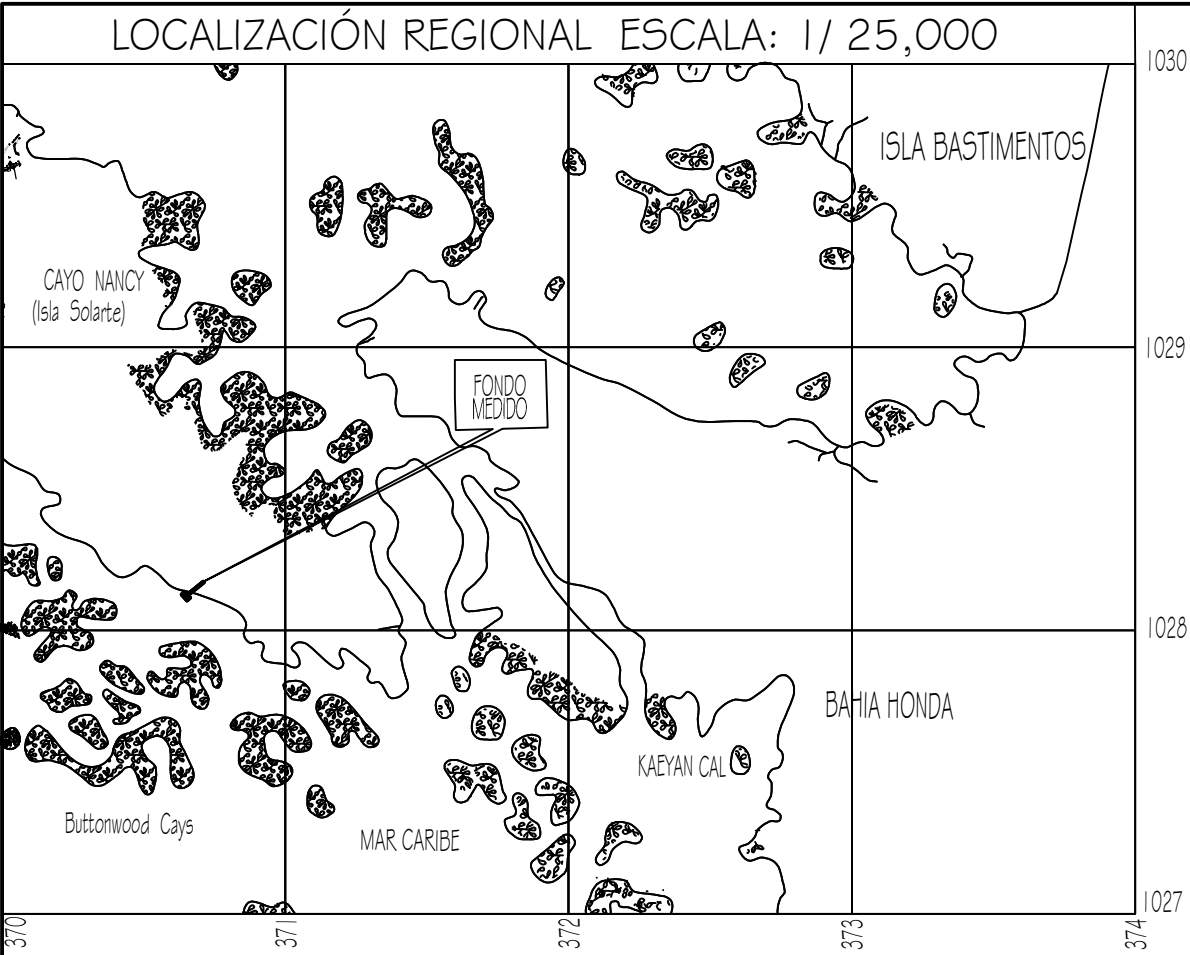 LOCALIZACIÓN REGIONAL ESCALA: 1/ 25,000
1030
ISLA BASTIMENTOS
CAYO NANCY
(Isla Solarte)
1029
FONDO
MEDIDO
1028
BAHIA HONDA
KAEYAN CAL
Buttonwood Cays
MAR CARIBE
1027
370
371
372
373
374